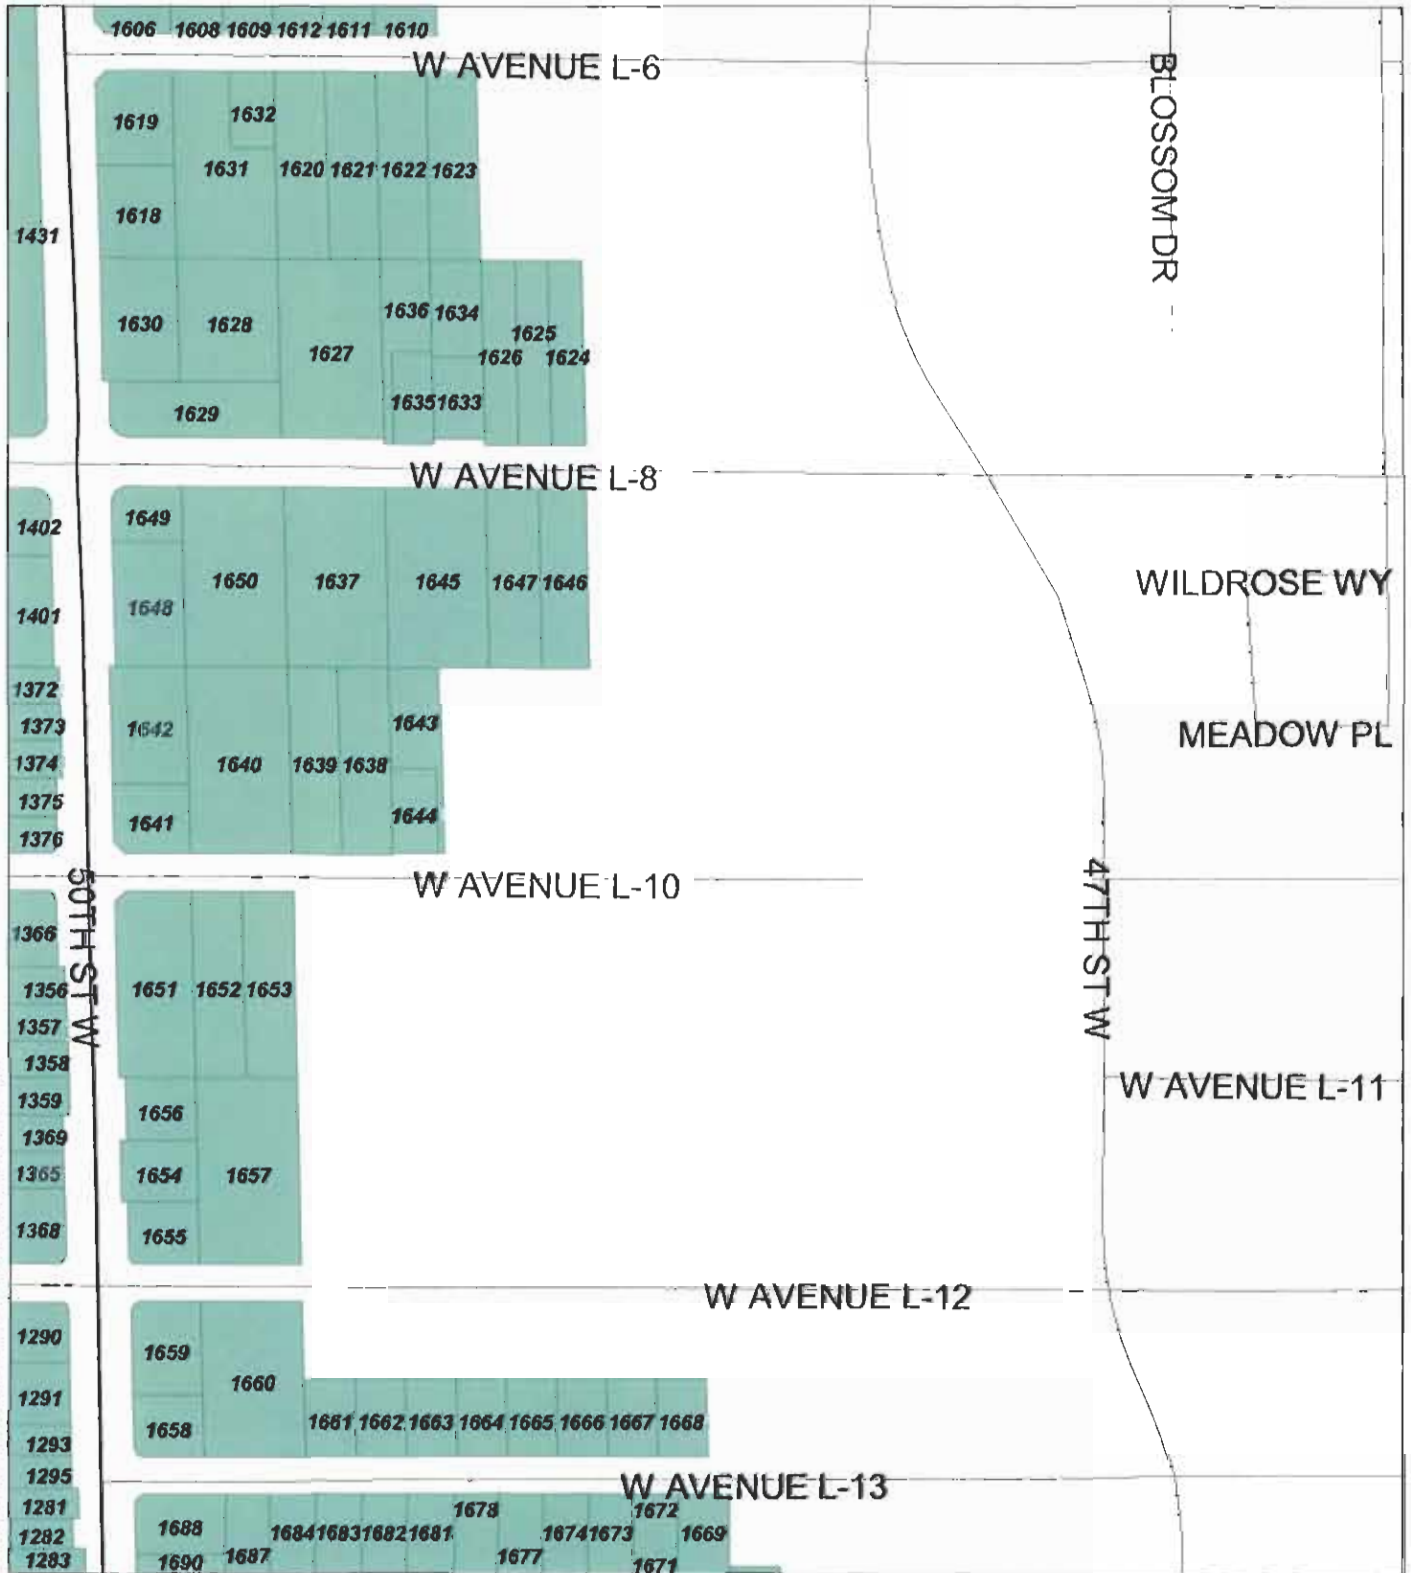 1606 1608 1609 1612 1611 1610
W AVENUE L-6
BLOSSOM DR
1619 1632
1631 1620 1621 1622 1623
1618
1431
1630 1628 1627 1636 1634 1625
1626 1624
1629 1635 1633
W AVENUE L-8
1402 1649
1401 1648 1650 1637 1645 1647 1646
WILDROSE WY
1372
1373 1642 1643
MEADOW PL
1374 1640 1639 1638
1375
1376 1641 1644
50TH ST W
W AVENUE L-10
47TH ST W
1366
1356 1651 1652 1653
1357
1358
W AVENUE L-11
1359 1656
1369
1365 1654 1657
1368 1655
W AVENUE L-12
1290 1659
1660
1291
1293 1658 1661 1662 1663 1664 1665 1666 1667 1668
1295
W AVENUE L-13
1281 1678 1672
1282 1688 1684 1683 1682 1681 1674 1673 1669
1283 1690 1687 1677 1671